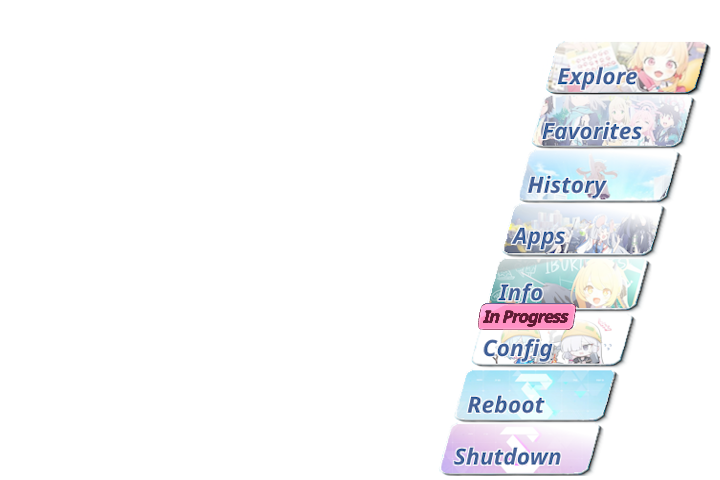 Explore
Favorites
History
Apps
Info
In Progress
Config
Reboot
Shutdown